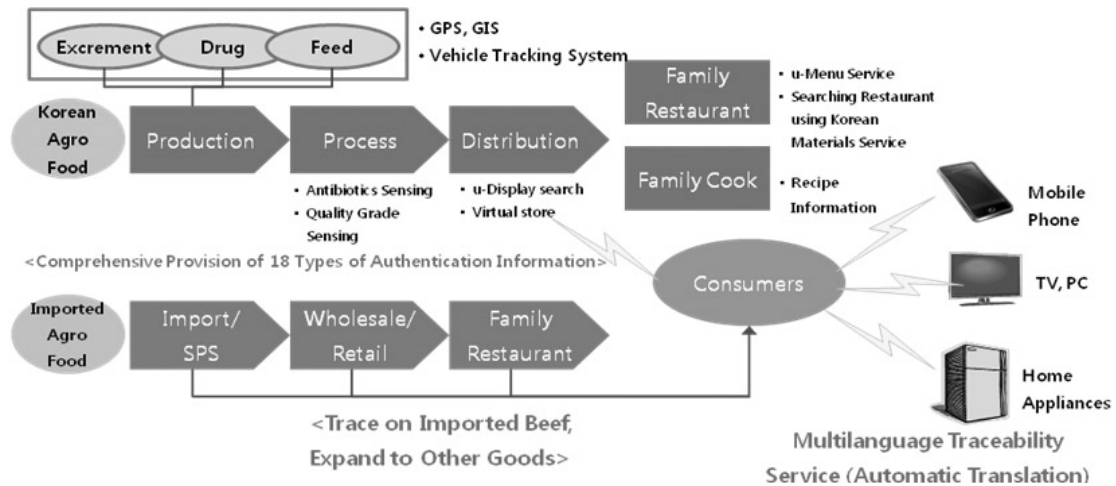 Excrement
Drug
Feed
• GPS, GIS
• Vehicle Tracking System
Korean
Agro
Food
Production
Process
Distribution
Family
Restaurant
• u-Menu Service
• Searching Restaurant
using Korean
Materials Service
• Antibiotics Sensing
• Quality Grade
Sensing
• u-Display search
• Virtual store
Family Cook
• Recipe
Information
Mobile
Phone
<Comprehensive Provision of 18 Types of Authentication Information>
Consumers
TV, PC
Imported
Agro
Food
Import/
SPS
Wholesale/
Retail
Family
Restaurant
Home
Appliances
<Trace on Imported Beef,
Expand to Other Goods>
Multilanguage Traceability
Service (Automatic Translation)